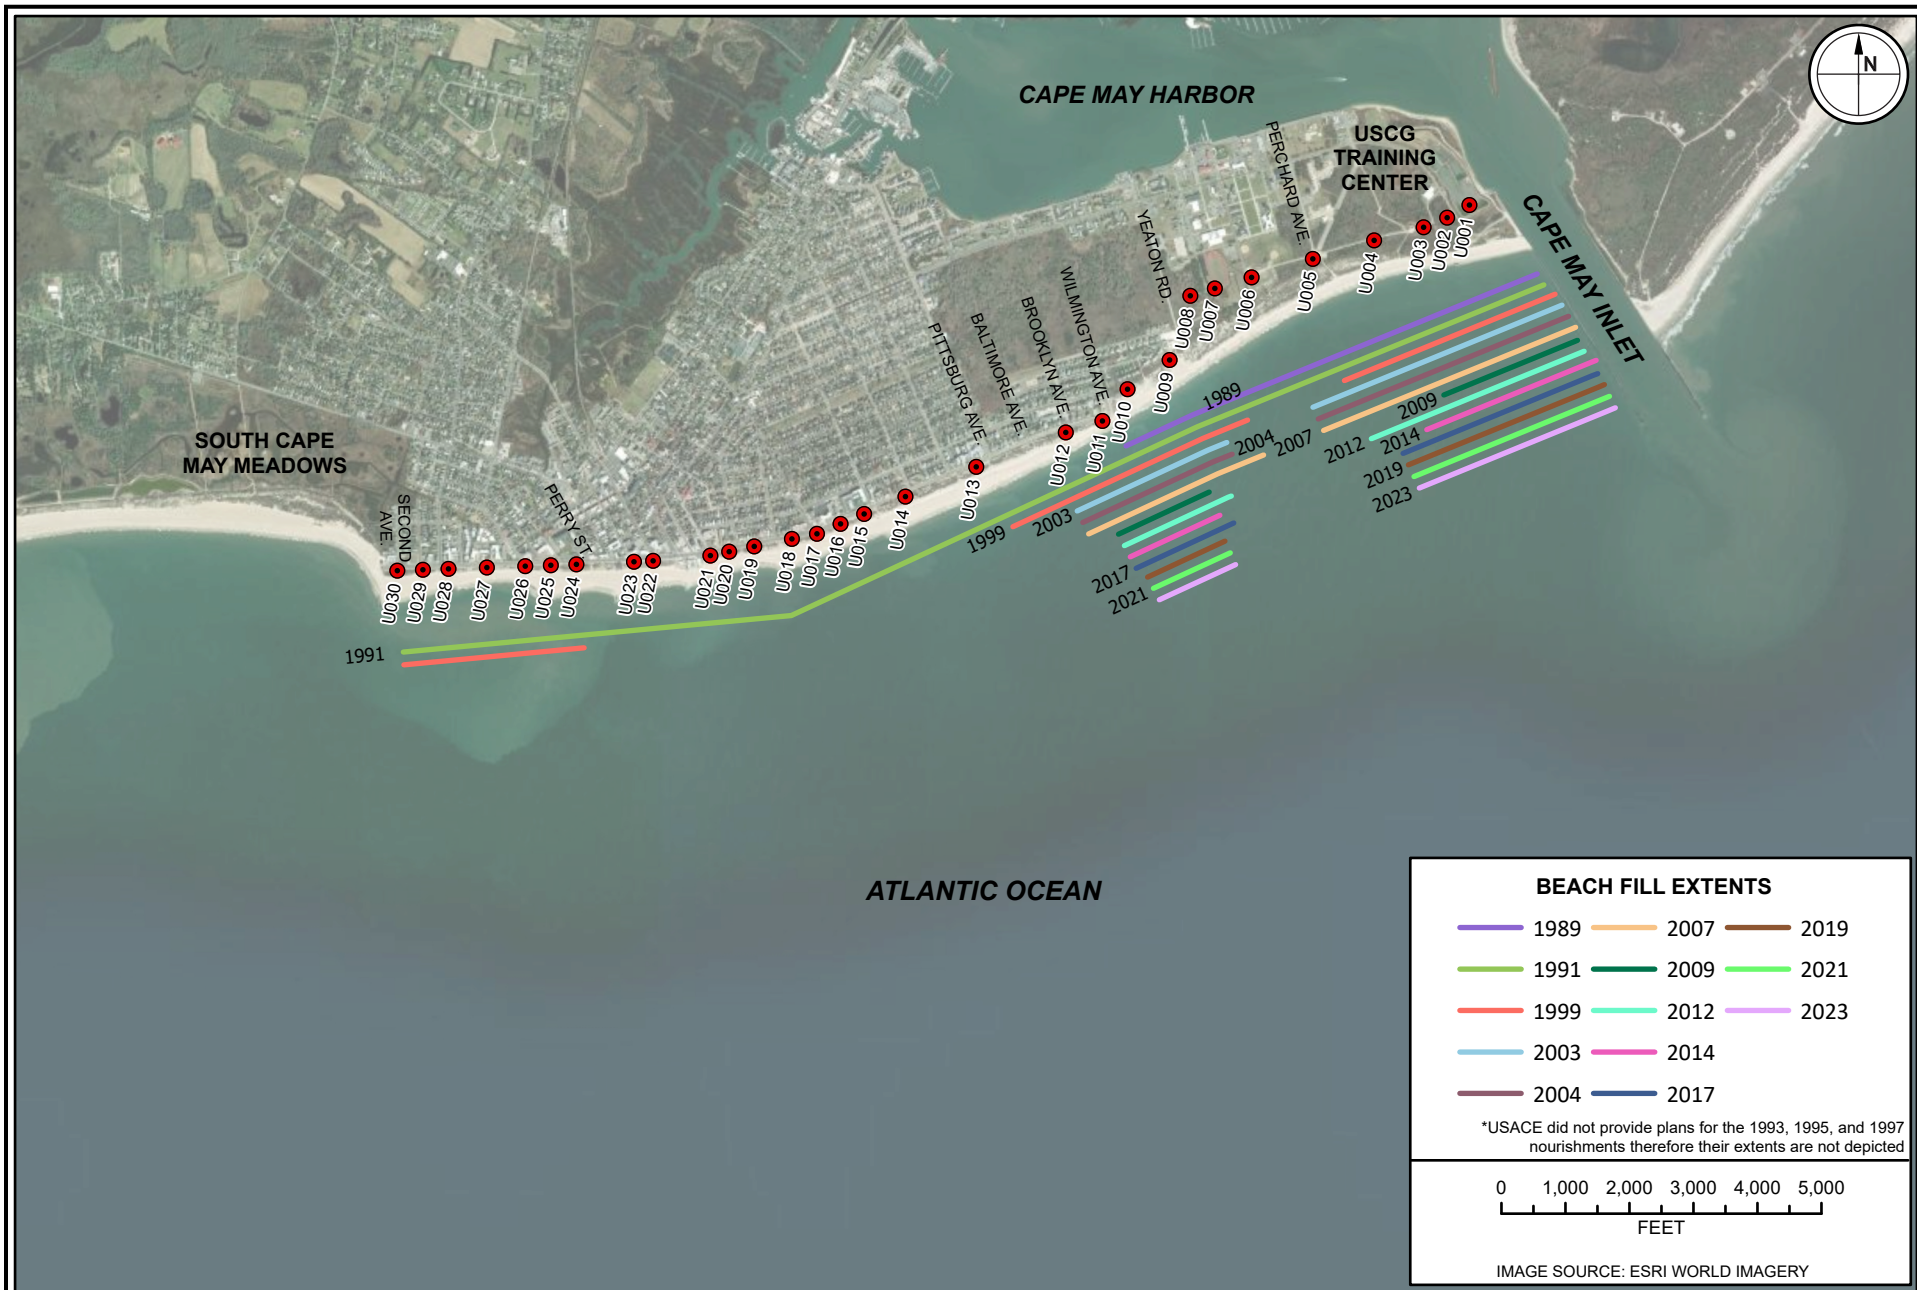 CAPE MAY HARBOR
N
USCG
TRAINING
CENTER
PERCHARD AVE.
CAPE MAY INLET
YEATON RD.
WILMINGTON AVE.
BROOKLYN AVE.
BALTIMORE AVE.
PITTSBURG AVE.
SOUTH CAPE
MAY MEADOWS
SECOND
AVE.
PERRY ST.
U030
U029
U028
U027
U026
U025
U024
U023
U022
U021
U020
U019
U018
U017
U016
U015
U014
U013
U012
U011
U010
U009
U008
U007
U006
U005
U004
U003
U002
U001
1989
1991
1999
2003
2004
2007
2009
2012
2014
2017
2019
2021
2023
2021
ATLANTIC OCEAN
BEACH FILL EXTENTS
1989 2007 2019
1991 2009 2021
1999 2012 2023
2003 2014
2004 2017
*USACE did not provide plans for the 1993, 1995, and 1997
nourishments therefore their extents are not depicted
0 1,000 2,000 3,000 4,000 5,000
FEET
IMAGE SOURCE: ESRI WORLD IMAGERY